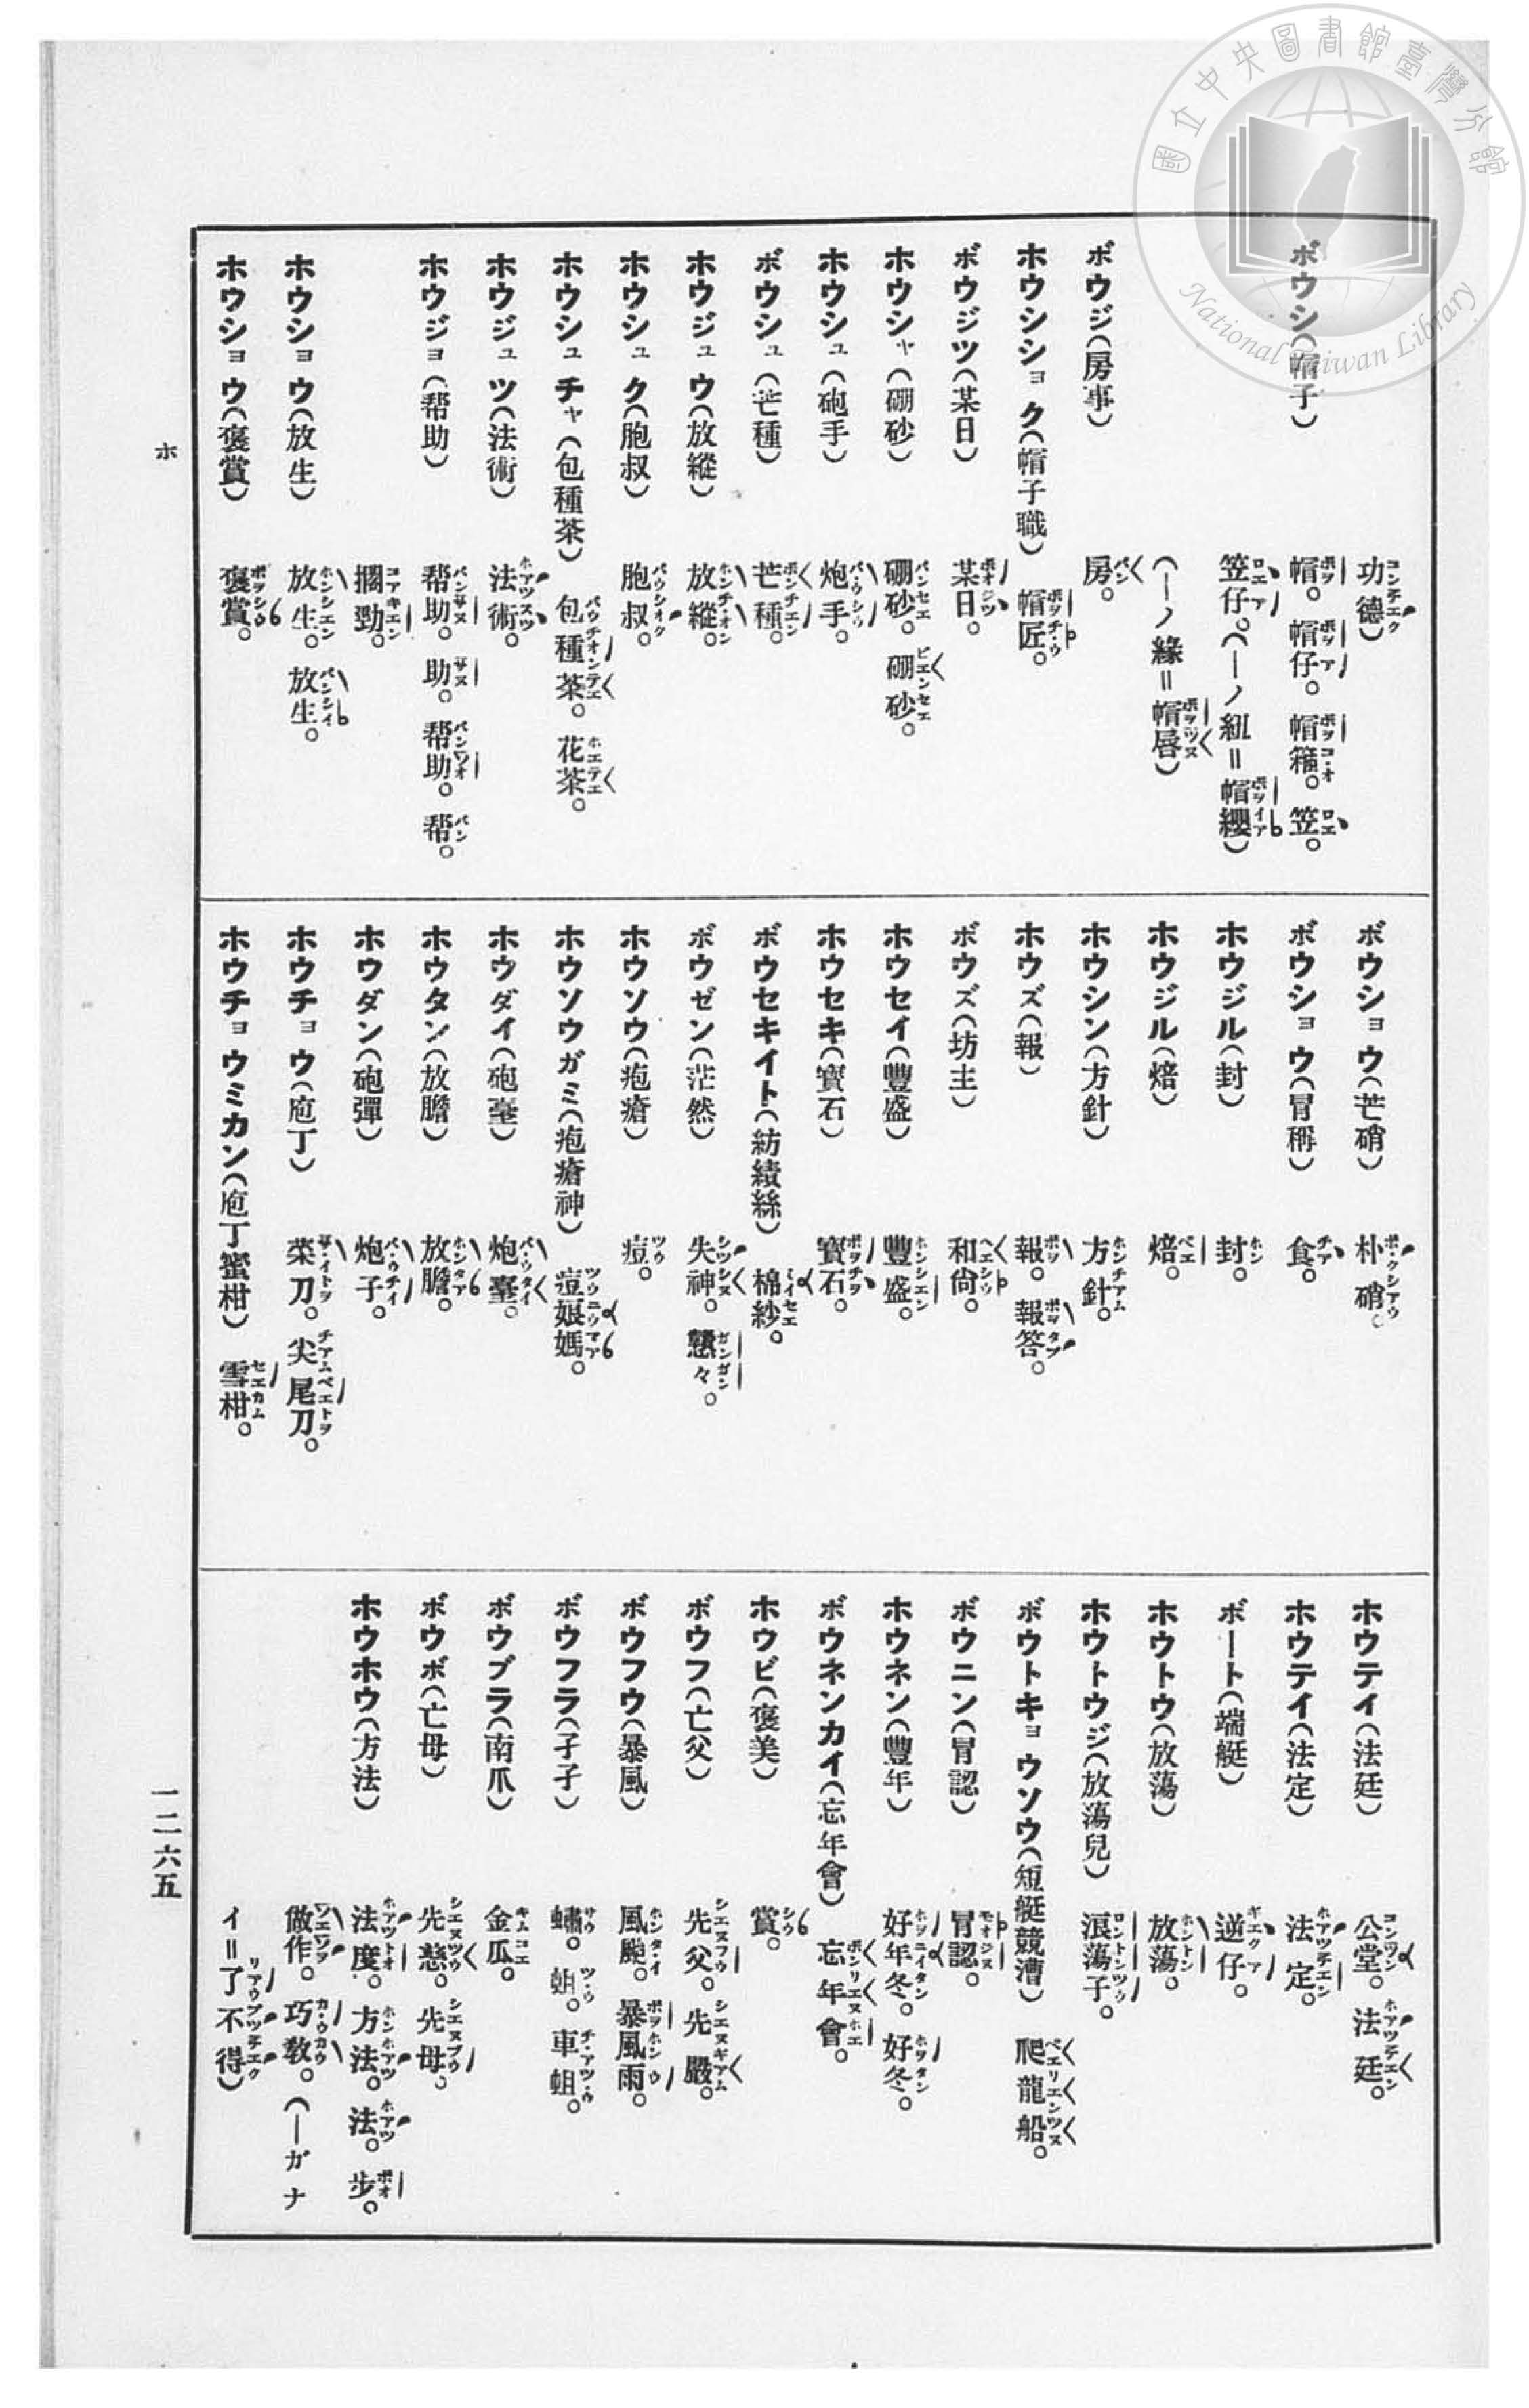 功德）
ボウシ（帽子） 帽。帽仔。帽簊。笠。
笠仔。（ーノ紐＝帽纓）
（ーノ緣＝帽唇）
ボウジ（房事） 房。
ホウシショク（帽子職） 帽匠。
ボウジツ（某日） 某日。
ホウシャ（硼砂） 硼砂。硼砂。
ホウシュ（砲手） 炮手。
ボウシュ（芒種） 芒種。
ホウジュウ（放縱） 放縱。
ホウシュク（胞叔） 胞叔。
ホウシュチャ（包種茶） 包種茶。花茶。
ホウジュツ（法術） 法術。
ホウジョ（帮助） 帮助。助。帮助。帮。
擱勁。
ホウショウ（放生） 放生。放生。
ホウショウ（褒賞） 褒賞。
ボウショウ（芒硝） 朴硝。
ボウショウ（冒稱） 食。
ホウジル（封） 封。
ホウジル（焙） 焙。
ホウシン（方針） 方針。
ホウズ（報） 報。報答。
ボウズ（坊主） 和尙。
ホウセイ（豐盛） 豐盛。
ホウセキ（寶石） 寶石。
ボウセキイト（紡績絲） 棉紗。
ボウゼン（茫然） 失神。戇々。
ホウソウ（疱瘡） 痘。
ホウソウガミ（疱瘡神） 痘娘媽。
ホウダイ（砲臺） 炮臺。
ホウタン（放膽） 放膽。
ホウダン（砲彈） 炮子。
ホウチョウ（庖丁） 菜刀。尖尾刀。
ホウチョウミカン（庖丁蜜柑） 雪柑。
ホウテイ（法廷） 公堂。法廷。
ホウテイ（法定） 法定。
ボート（端艇） 逆仔。
ホウトウ（放蕩） 放蕩。
ホウトウジ（放蕩兒） 浪蕩子。
ボウトキョウソウ（短艇競漕） 爬龍船。
ボウニン（冒認） 冒認。
ホウネン（豐年） 好年冬。好冬。
ボウネンカイ（忘年會） 忘年會。
ホウビ（褒美） 賞。
ボウフ（亡父） 先父。先嚴。
ボウフウ（暴風） 風颱。暴風雨。
ボウフラ（孑孑） 蠨。蛆。車蛆。
ボウブラ（南爪） 金瓜。
ボウボ（亡母） 先慈。先母。
ホウホウ（方法） 法度。方法。法。步。
做作。巧敎。（ーガナ
イ＝了不得）
ホ
一二六五
國立中央圖書館臺灣分館
National Taiwan Library